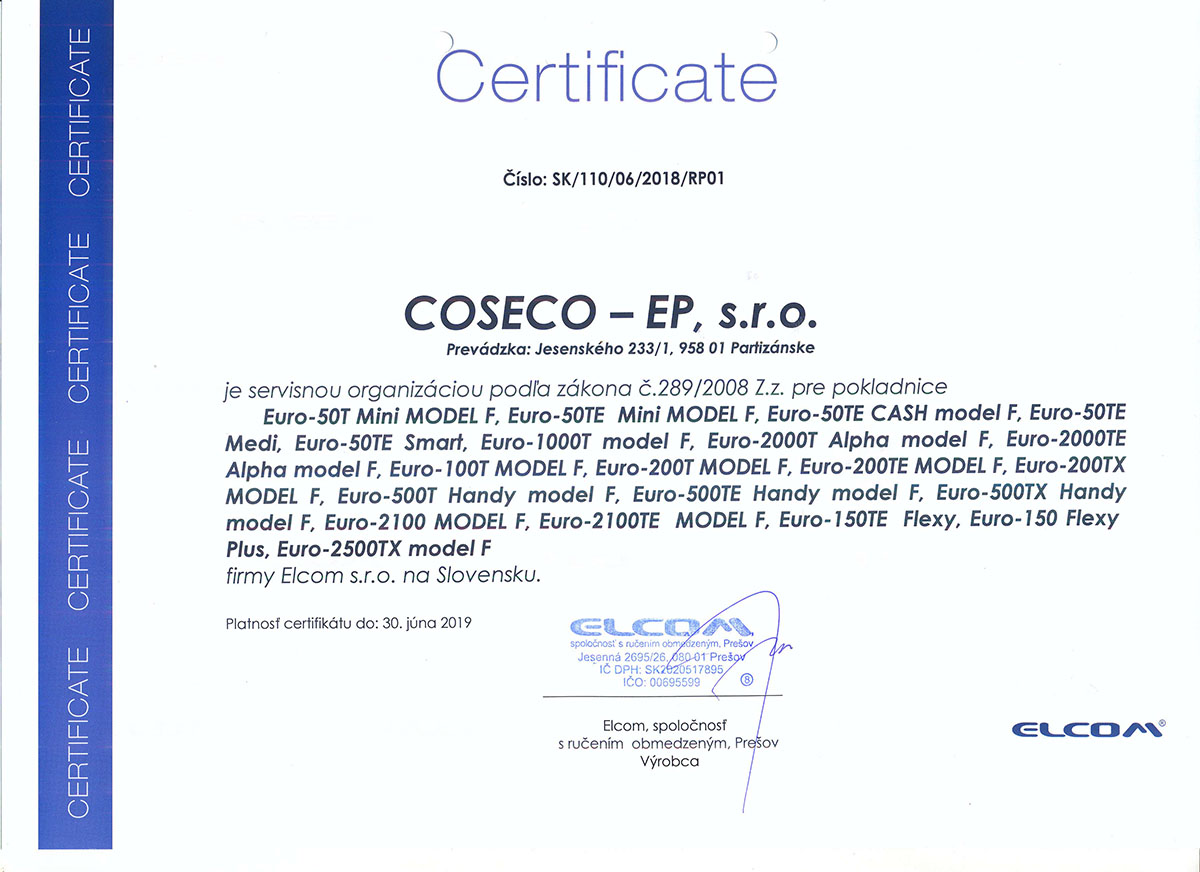 Certificate
Číslo: SK/110/06/2018/RP01
COSECO – EP, s.r.o.
Prevádzka: Jesenského 233/1, 958 01 Partizánske
je servisnou organizáciou podľa zákona č.289/2008 Z.z. pre pokladnice
Euro-50T Mini MODEL F, Euro-50TE Mini MODEL F, Euro-50TE CASH model F, Euro-50TE
Medi, Euro-50TE Smart, Euro-1000T model F, Euro-2000T Alpha model F, Euro-2000TE
Alpha model F, Euro-100T MODEL F, Euro-200T MODEL F, Euro-200TE MODEL F, Euro-200TX
MODEL F, Euro-500T Handy model F, Euro-500TE Handy model F, Euro-500TX Handy
model F, Euro-2100 MODEL F, Euro-2100TE MODEL F, Euro-150TE Flexy, Euro-150 Flexy
Plus, Euro-2500TX model F
firmy Elcom s.r.o. na Slovensku.
Platnosť certifikátu do: 30. júna 2019
ELCOM
spoločnosť s ručením obmedzeným, Prešov
Jesenná 2695/26, 080 01 Prešov
IČ DPH: SK2020517895
IČO: 00695599
8
Elcom, spoločnosť
s ručením obmedzeným, Prešov
Výrobca
ELCOM®
CERTIFICATE CERTIFICATE CERTIFICATE CERTIFICATE